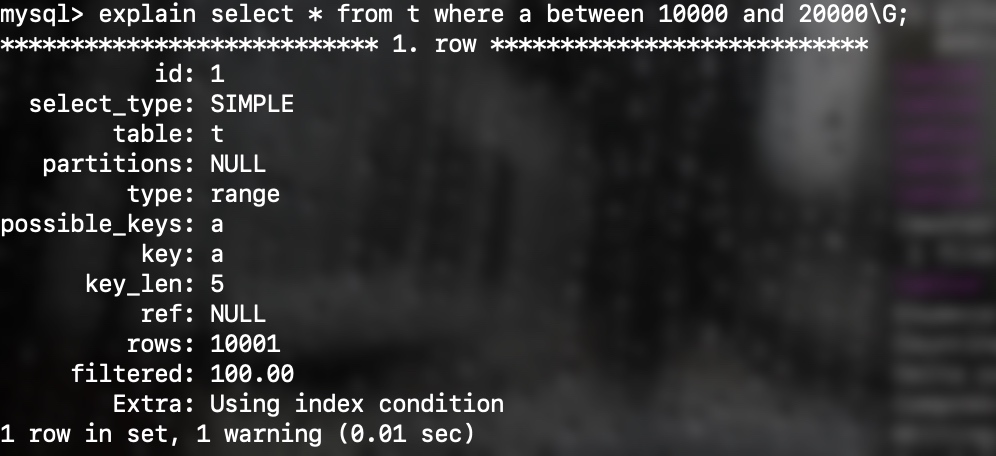 mysql> explain select * from t where a between 10000 and 20000\G;
*************************** 1. row ***************************
id: 1
select_type: SIMPLE
table: t
partitions: NULL
type: range
possible_keys: a
key: a
key_len: 5
ref: NULL
rows: 10001
filtered: 100.00
Extra: Using index condition
1 row in set, 1 warning (0.01 sec)